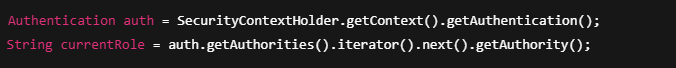 Authentication auth = SecurityContextHolder.getContext().getAuthentication();
String currentRole = auth.getAuthorities().iterator().next().getAuthority();